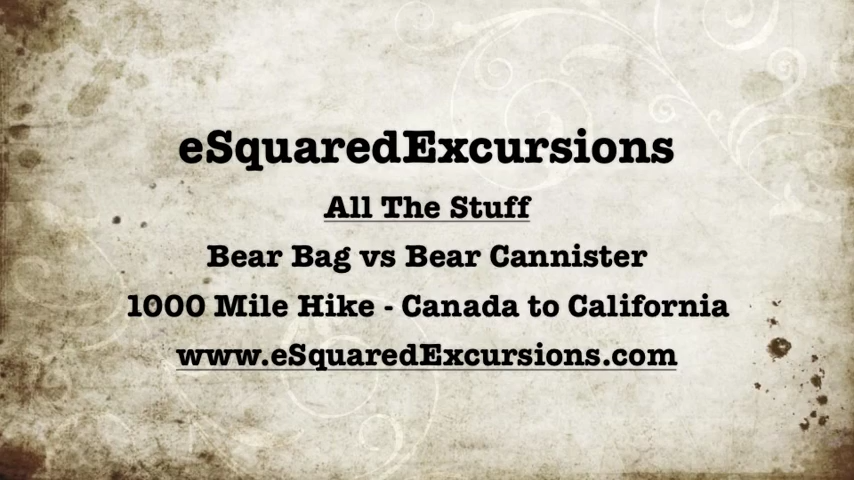 eSquaredExcursions
All The Stuff
Bear Bag vs Bear Cannister
1000 Mile Hike - Canada to California
www.eSquaredExcursions.com